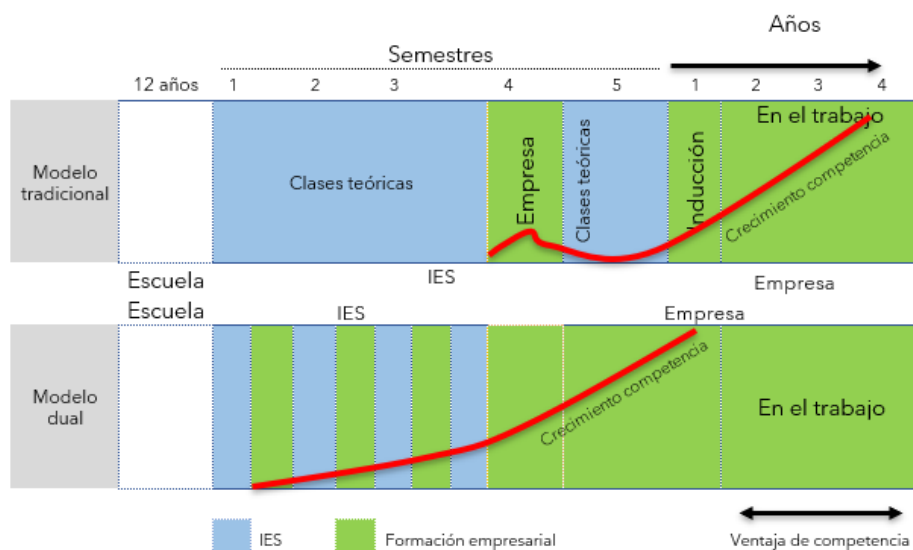 Años
Semestres
12 años 1 2 3 4 5 1 2 3 4
Modelo
tradicional
Clases teóricas
Empresa
Clases teóricas
Inducción
En el trabajo
Crecimiento competencia
Escuela
IES
Empresa
Escuela
IES
Empresa
Modelo
dual
Crecimiento competencia
En el trabajo
IES
Formación empresarial
Ventaja de competencia